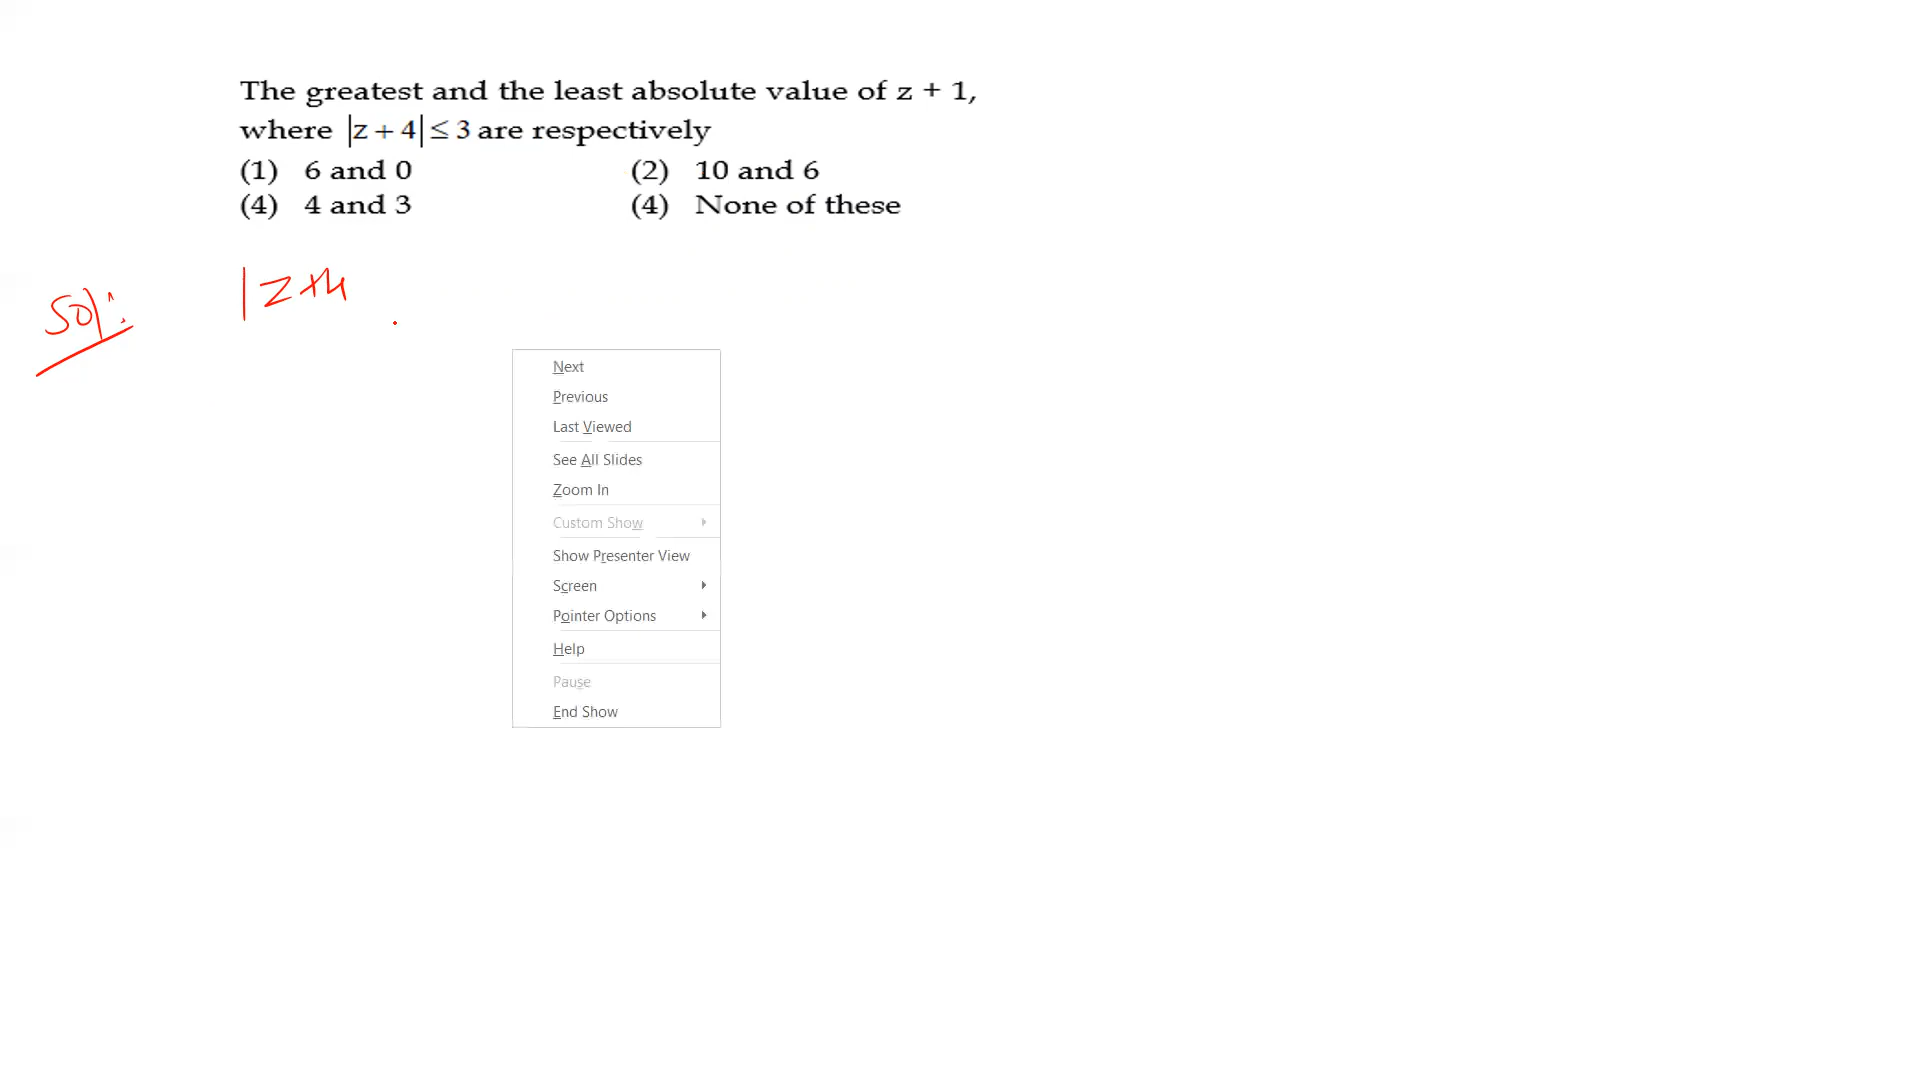 The greatest and the least absolute value of z + 1,
where |z + 4| ≤ 3 are respectively
(1) 6 and 0 (2) 10 and 6
(4) 4 and 3 (4) None of these
Sol:
|z+4
Next
Previous
Last Viewed
See All Slides
Zoom In
Custom Show
Show Presenter View
Screen
Pointer Options
Help
Pause
End Show